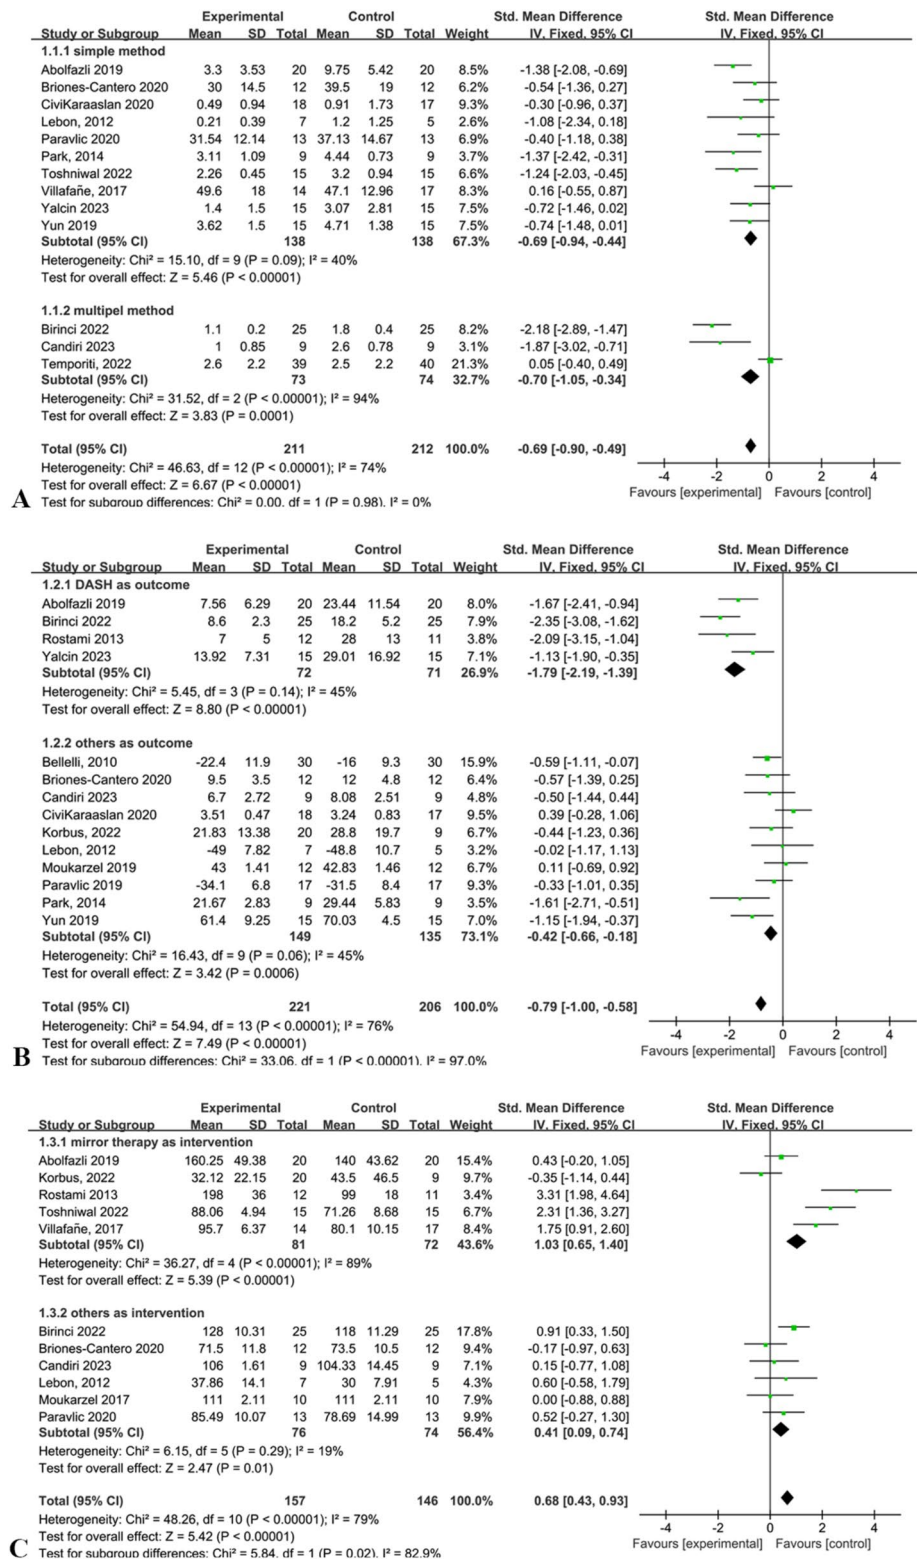 Experimental Control Std. Mean Difference Std. Mean Difference
Study or Subgroup Mean SD Total Mean SD Total Weight IV. Fixed. 95% CI IV. Fixed. 95% CI
1.1.1 simple method
Abolfazli 2019 3.3 3.53 20 9.75 5.42 20 8.5% -1.38 [-2.08, -0.69]
Briones-Cantero 2020 30 14.5 12 39.5 19 12 6.2% -0.54 [-1.36, 0.27]
CiviKaraaslan 2020 0.49 0.94 18 0.91 1.73 17 9.5% -0.30 [-0.96, 0.37]
Lebon, 2012 0.21 0.39 7 1.2 1.25 5 2.6% -1.08 [-2.34, 0.18]
Paravlic 2020 31.54 12.14 13 37.13 14.67 13 6.9% -0.40 [-1.18, 0.38]
Park, 2014 3.11 1.09 9 4.44 0.73 9 3.7% -1.37 [-2.42, -0.31]
Toshniwal 2022 2.26 0.45 15 3.2 0.94 15 6.6% -1.24 [-2.03, -0.45]
Villafañe, 2017 49.6 18 14 47.1 12.96 17 8.3% 0.16 [-0.55, 0.87]
Yalcin 2023 1.4 1.5 15 3.07 2.81 15 7.5% -0.72 [-1.46, 0.02]
Yun 2019 3.62 1.5 15 4.71 1.38 15 7.5% -0.74 [-1.48, 0.01]
Subtotal (95% CI) 138 138 67.3% -0.69 [-0.94, -0.44]
Heterogeneity: Chi² = 15.10, df = 9 (P = 0.09); I² = 40%
Test for overall effect: Z = 5.46 (P < 0.00001)
1.1.2 multipel method
Birinci 2022 1.1 0.2 25 1.8 0.4 25 8.2% -2.18 [-2.89, -1.47]
Candiri 2023 1 0.85 9 2.6 0.78 9 3.1% -1.87 [-3.02, -0.71]
Temporiti, 2022 2.6 2.2 39 2.5 2.2 40 21.3% 0.05 [-0.40, 0.49]
Subtotal (95% CI) 73 74 32.7% -0.70 [-1.05, -0.34]
Heterogeneity: Chi² = 31.52, df = 2 (P < 0.00001); I² = 94%
Test for overall effect: Z = 3.83 (P = 0.0001)
Total (95% CI) 211 212 100.0% -0.69 [-0.90, -0.49]
Heterogeneity: Chi² = 46.63, df = 12 (P < 0.00001); I² = 74%
Test for overall effect: Z = 6.67 (P < 0.00001)
Test for subgroup differences: Chi² = 0.00. df = 1 (P = 0.98). I² = 0%
-4 -2 0 2 4
Favours [experimental] Favours [control]
A
Experimental Control Std. Mean Difference Std. Mean Difference
Study or Subgroup Mean SD Total Mean SD Total Weight IV. Fixed. 95% CI IV. Fixed. 95% CI
1.2.1 DASH as outcome
Abolfazli 2019 7.56 6.29 20 23.44 11.54 20 8.0% -1.67 [-2.41, -0.94]
Birinci 2022 8.6 2.3 25 18.2 5.2 25 7.9% -2.35 [-3.08, -1.62]
Rostami 2013 7 5 12 28 13 11 3.8% -2.09 [-3.15, -1.04]
Yalcin 2023 13.92 7.31 15 29.01 16.92 15 7.1% -1.13 [-1.90, -0.35]
Subtotal (95% CI) 72 71 26.9% -1.79 [-2.19, -1.39]
Heterogeneity: Chi² = 5.45, df = 3 (P = 0.14); I² = 45%
Test for overall effect: Z = 8.80 (P < 0.00001)
1.2.2 others as outcome
Bellelli, 2010 -22.4 11.9 30 -16 9.3 30 15.9% -0.59 [-1.11, -0.07]
Briones-Cantero 2020 9.5 3.5 12 12 4.8 12 6.4% -0.57 [-1.39, 0.25]
Candiri 2023 6.7 2.72 9 8.08 2.51 9 4.8% -0.50 [-1.44, 0.44]
CiviKaraaslan 2020 3.51 0.47 18 3.24 0.83 17 9.5% 0.39 [-0.28, 1.06]
Korbus, 2022 21.83 13.38 20 28.8 19.7 9 6.7% -0.44 [-1.23, 0.36]
Lebon, 2012 -49 7.82 7 -48.8 10.7 5 3.2% -0.02 [-1.17, 1.13]
Moukarzel 2019 43 1.41 12 42.83 1.46 12 6.6% 0.11 [-0.69, 0.92]
Paravlic 2019 -34.1 6.8 17 -31.5 8.4 17 9.3% -0.33 [-1.01, 0.35]
Park, 2014 21.67 2.83 9 29.44 5.83 9 3.5% -1.61 [-2.71, -0.51]
Yun 2019 61.4 9.25 15 70.03 4.5 15 7.0% -1.15 [-1.94, -0.37]
Subtotal (95% CI) 149 135 73.1% -0.42 [-0.66, -0.18]
Heterogeneity: Chi² = 16.43, df = 9 (P = 0.06); I² = 45%
Test for overall effect: Z = 3.42 (P = 0.0006)
Total (95% CI) 221 206 100.0% -0.79 [-1.00, -0.58]
Heterogeneity: Chi² = 54.94, df = 13 (P < 0.00001); I² = 76%
Test for overall effect: Z = 7.49 (P < 0.00001)
Test for subgroup differences: Chi² = 33.06. df = 1 (P < 0.00001). I² = 97.0%
-4 -2 0 2 4
Favours [experimental] Favours [control]
B
Experimental Control Std. Mean Difference Std. Mean Difference
Study or Subgroup Mean SD Total Mean SD Total Weight IV. Fixed. 95% CI IV. Fixed. 95% CI
1.3.1 mirror therapy as intervention
Abolfazli 2019 160.25 49.38 20 140 43.62 20 15.4% 0.43 [-0.20, 1.05]
Korbus, 2022 32.12 22.15 20 43.5 46.5 9 9.7% -0.35 [-1.14, 0.44]
Rostami 2013 198 36 12 99 18 11 3.4% 3.31 [1.98, 4.64]
Toshniwal 2022 88.06 4.94 15 71.26 8.68 15 6.7% 2.31 [1.36, 3.27]
Villafañe, 2017 95.7 6.37 14 80.1 10.15 17 8.4% 1.75 [0.91, 2.60]
Subtotal (95% CI) 81 72 43.6% 1.03 [0.65, 1.40]
Heterogeneity: Chi² = 36.27, df = 4 (P < 0.00001); I² = 89%
Test for overall effect: Z = 5.39 (P < 0.00001)
1.3.2 others as intervention
Birinci 2022 128 10.31 25 118 11.29 25 17.8% 0.91 [0.33, 1.50]
Briones-Cantero 2020 71.5 11.8 12 73.5 10.5 12 12.4% -0.17 [-0.97, 0.63]
Candiri 2023 106 1.61 9 104.33 14.45 9 7.1% 0.15 [-0.77, 1.08]
Lebon, 2012 37.86 14.1 7 30 7.91 5 4.3% 0.60 [-0.58, 1.79]
Moukarzel 2017 111 2.11 10 111 2.11 10 7.9% 0.00 [-0.88, 0.88]
Paravlic 2020 85.49 10.07 13 78.69 14.99 13 9.9% 0.52 [-0.27, 1.30]
Subtotal (95% CI) 76 74 56.4% 0.41 [0.09, 0.74]
Heterogeneity: Chi² = 6.15, df = 5 (P = 0.29); I² = 19%
Test for overall effect: Z = 2.47 (P = 0.01)
Total (95% CI) 157 146 100.0% 0.68 [0.43, 0.93]
Heterogeneity: Chi² = 48.26, df = 10 (P < 0.00001); I² = 79%
Test for overall effect: Z = 5.42 (P < 0.00001)
Test for subgroup differences: Chi² = 5.84. df = 1 (P = 0.02). I² = 82.9%
-4 -2 0 2 4
Favours [experimental] Favours [control]
C